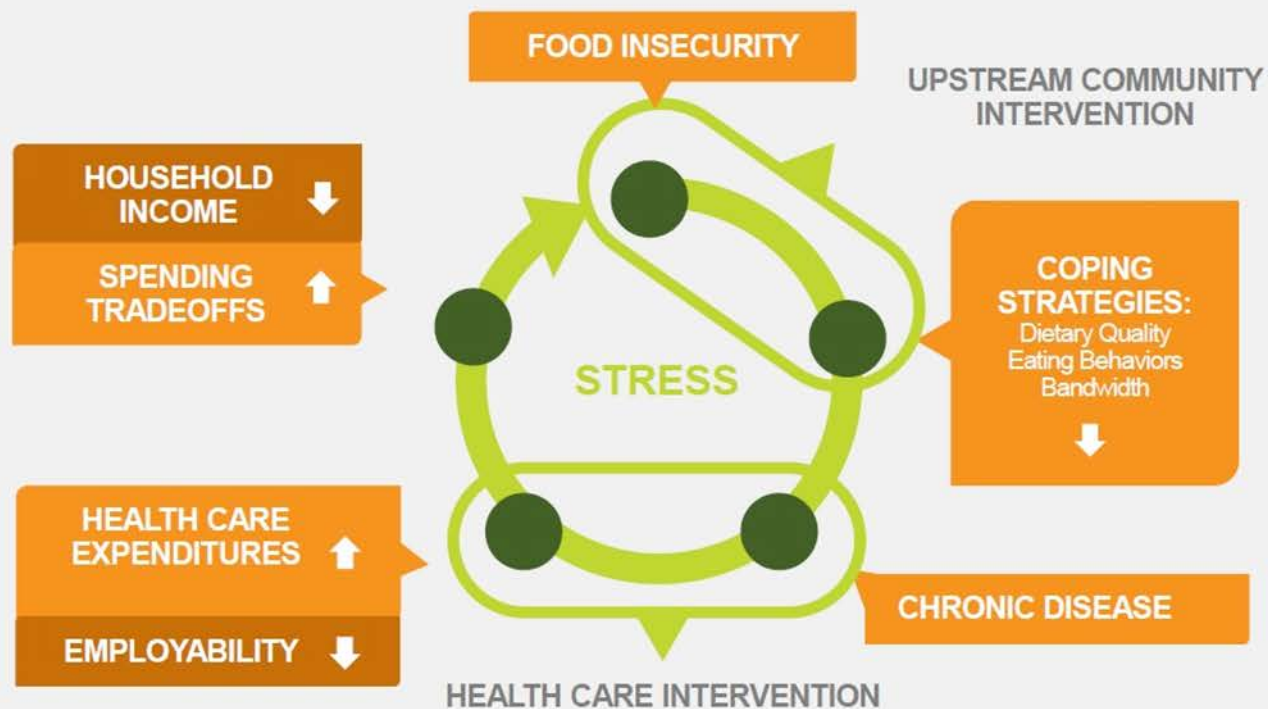 FOOD INSECURITY
UPSTREAM COMMUNITY
INTERVENTION
HOUSEHOLD
INCOME
SPENDING
TRADEOFFS
COPING
STRATEGIES:
Dietary Quality
Eating Behaviors
Bandwidth
STRESS
HEALTH CARE
EXPENDITURES
EMPLOYABILITY
CHRONIC DISEASE
HEALTH CARE INTERVENTION